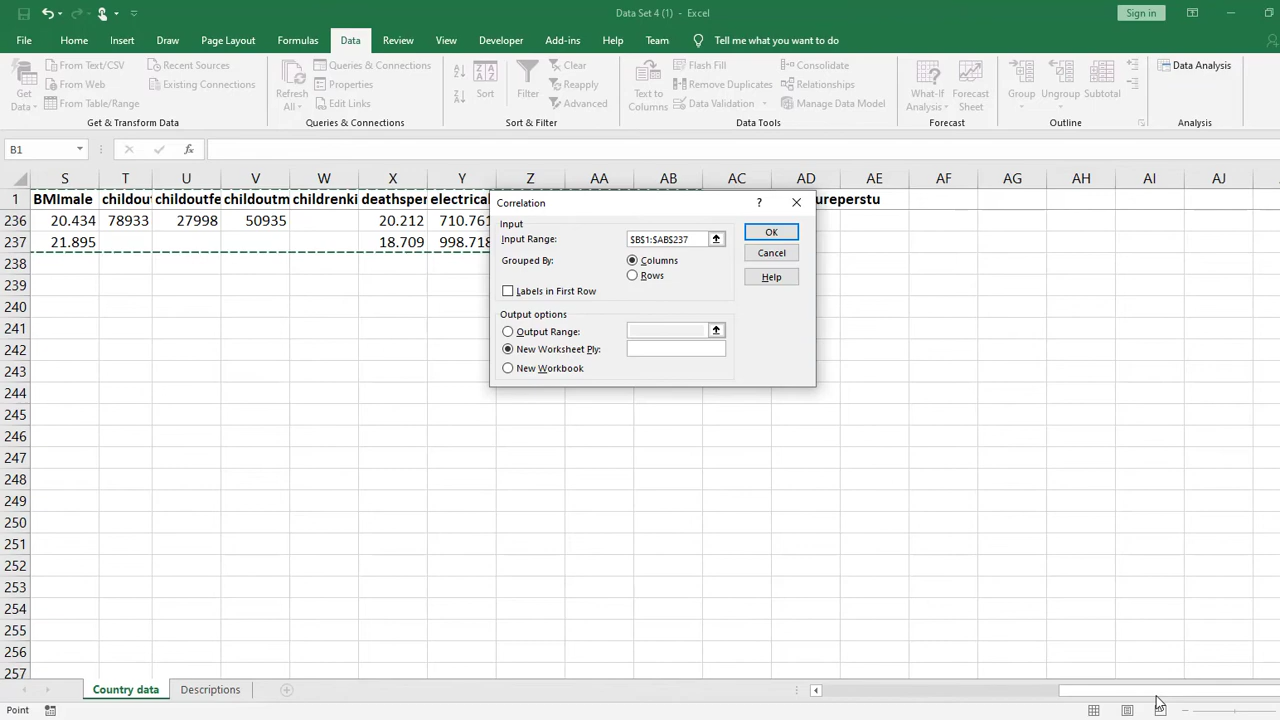 Data Set 4 (1) - Excel
Sign in
File Home Insert Draw Page Layout Formulas Data Review View Developer Add-ins Help Team Tell me what you want to do
Get Data
From Text/CSV
From Web
From Table/Range
Recent Sources
Existing Connections
Get & Transform Data
Refresh All
Queries & Connections
Properties
Edit Links
Queries & Connections
Sort
Filter
Clear
Reapply
Advanced
Sort & Filter
Text to Columns
Flash Fill
Remove Duplicates
Data Validation
Consolidate
Relationships
Manage Data Model
Data Tools
What-If Analysis
Forecast Sheet
Forecast
Group
Ungroup
Subtotal
Outline
Data Analysis
Analysis
B1 fx
S T U V W X Y Z AA AB AC AD AE AF AG AH AI AJ
1 BMImale childout childoutfe childoutm childrenki deathsper electrical ureperstu
236 20.434 78933 27998 50935 20.212 710.761
237 21.895 18.709 998.718
238
239
240
241
242
243
244
245
246
247
248
249
250
251
252
253
254
255
256
257
Correlation ?
Input
Input Range: $B$1:$AB$237
Grouped By: Columns
Rows
Labels in First Row
Output options
Output Range:
New Worksheet Ply:
New Workbook
OK
Cancel
Help
Country data Descriptions
Point